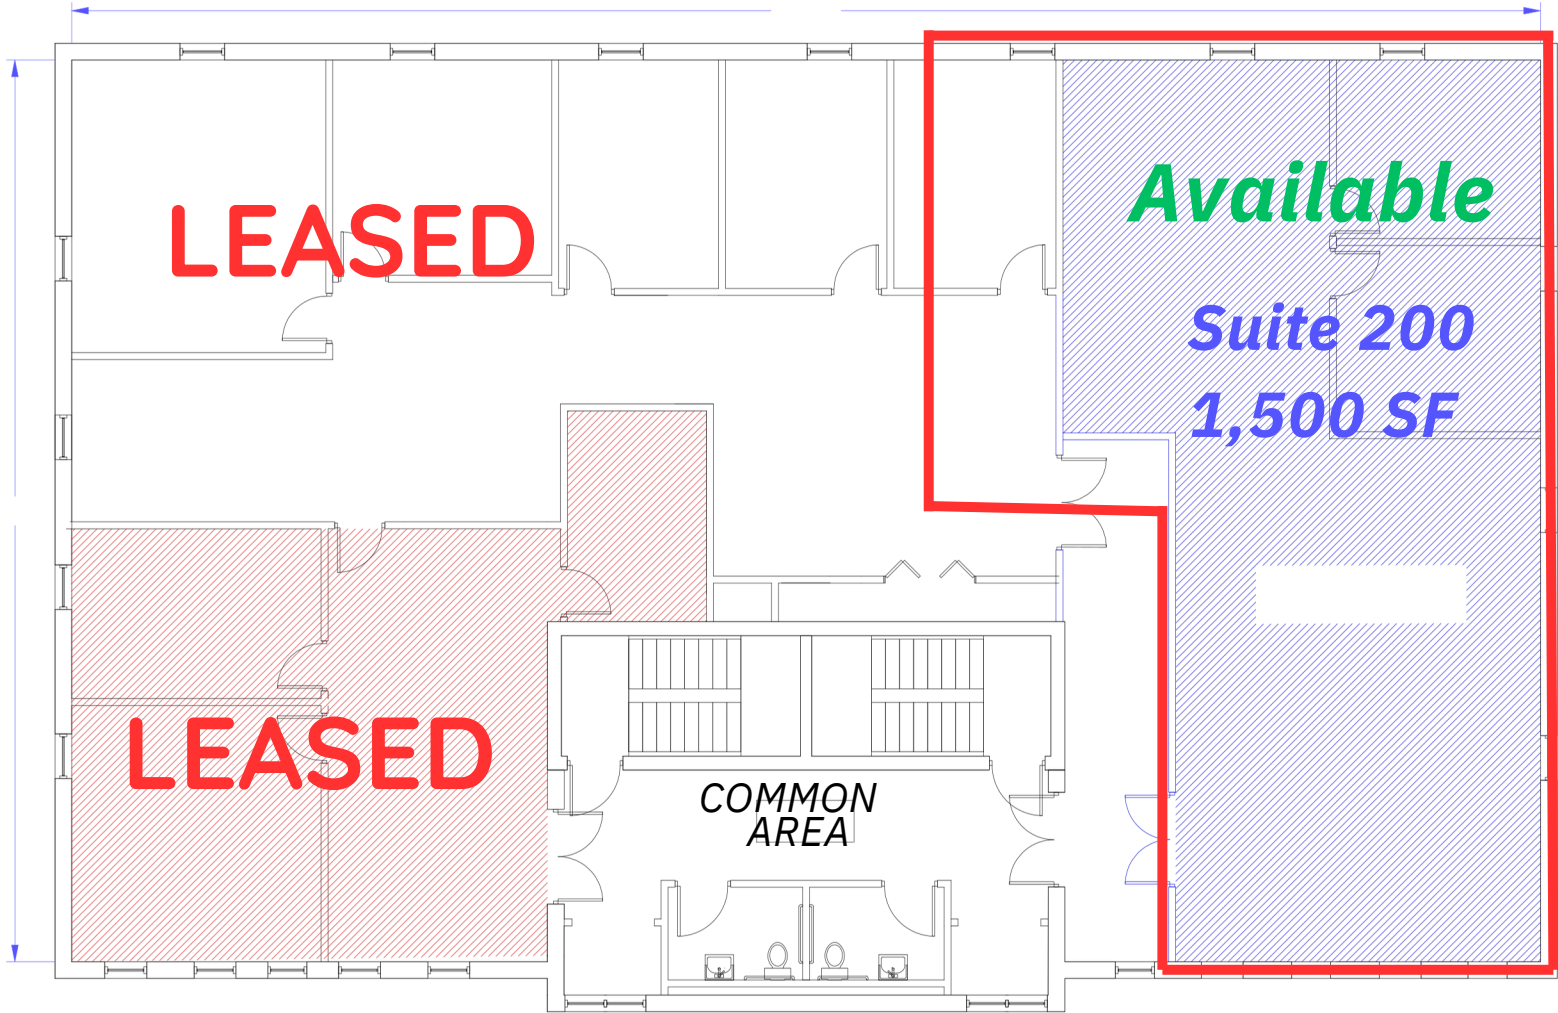 Available
LEASED
Suite 200
1,500 SF
LEASED
COMMON
AREA